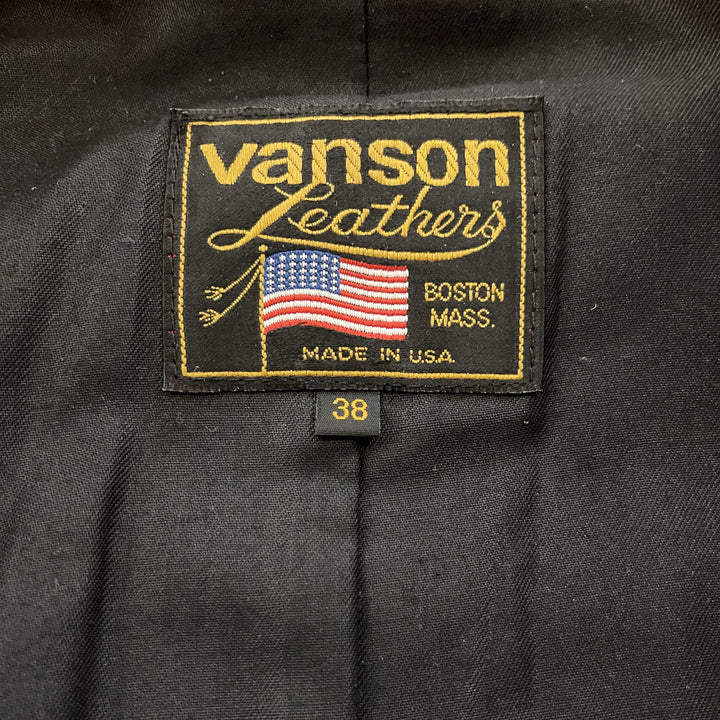 vanson
Leathers
BOSTON
MASS.
MADE IN U.S.A.
38